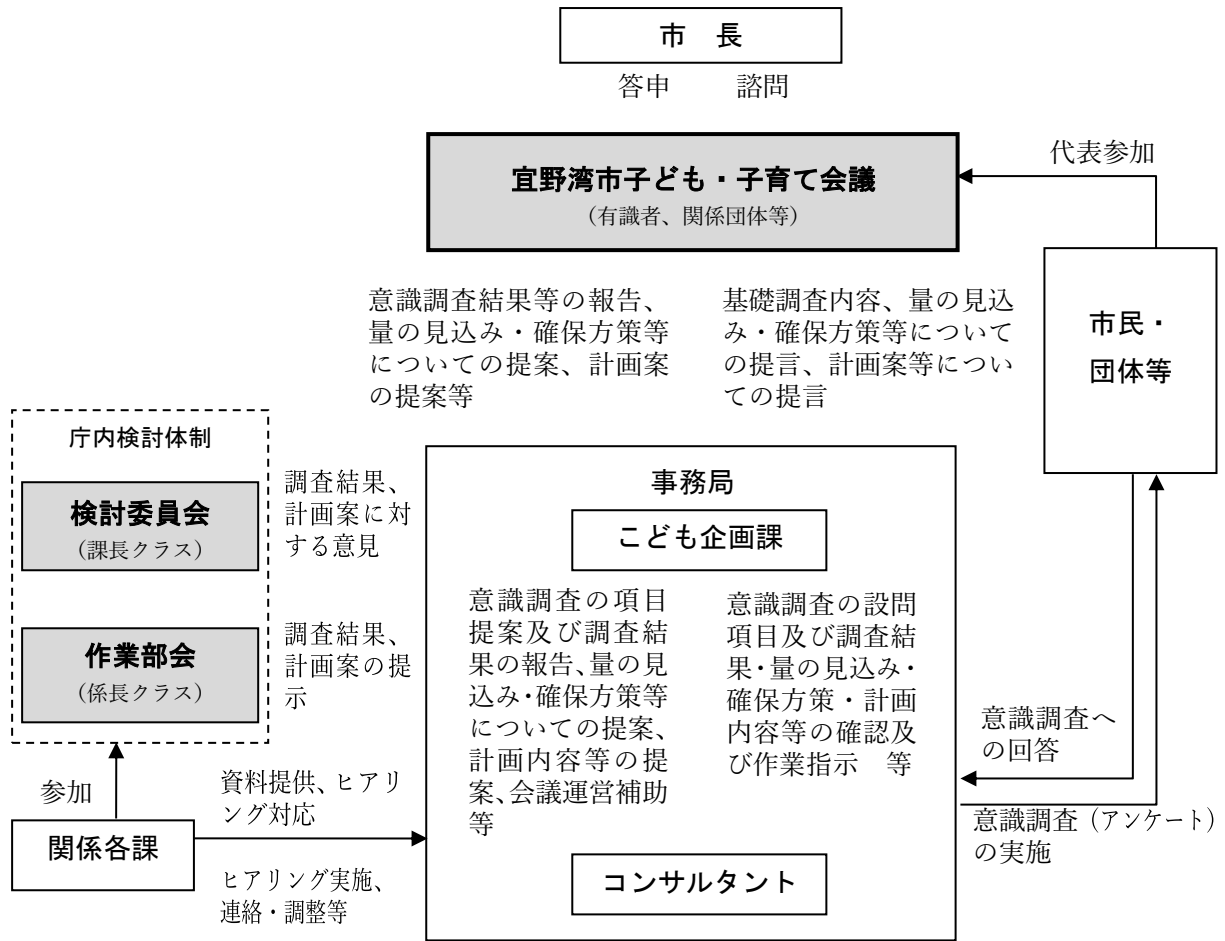 市　長
答申　　諮問
宜野湾市子ども・子育て会議
（有識者、関係団体等）
代表参加
市民・
団体等
意識調査結果等の報告、
量の見込み・確保方策等
についての提案、計画案
の提案等
基礎調査内容、量の見込
み・確保方策等について
の提言、計画案等につい
ての提言
庁内検討体制
検討委員会
（課長クラス）
調査結果、
計画案に対
する意見
作業部会
（係長クラス）
調査結果、
計画案の提
示
参加
関係各課
資料提供、ヒアリ
ング対応
ヒアリング実施、
連絡・調整等
事務局
こども企画課
意識調査の項目
提案及び調査結
果の報告、量の見
込み・確保方策等
についての提案、
計画内容等の提
案、会議運営補助
等
意識調査の設問
項目及び調査結
果・量の見込み・
確保方策・計画
内容等の確認及
び作業指示　等
コンサルタント
意識調査へ
の回答
意識調査（アンケート）
の実施